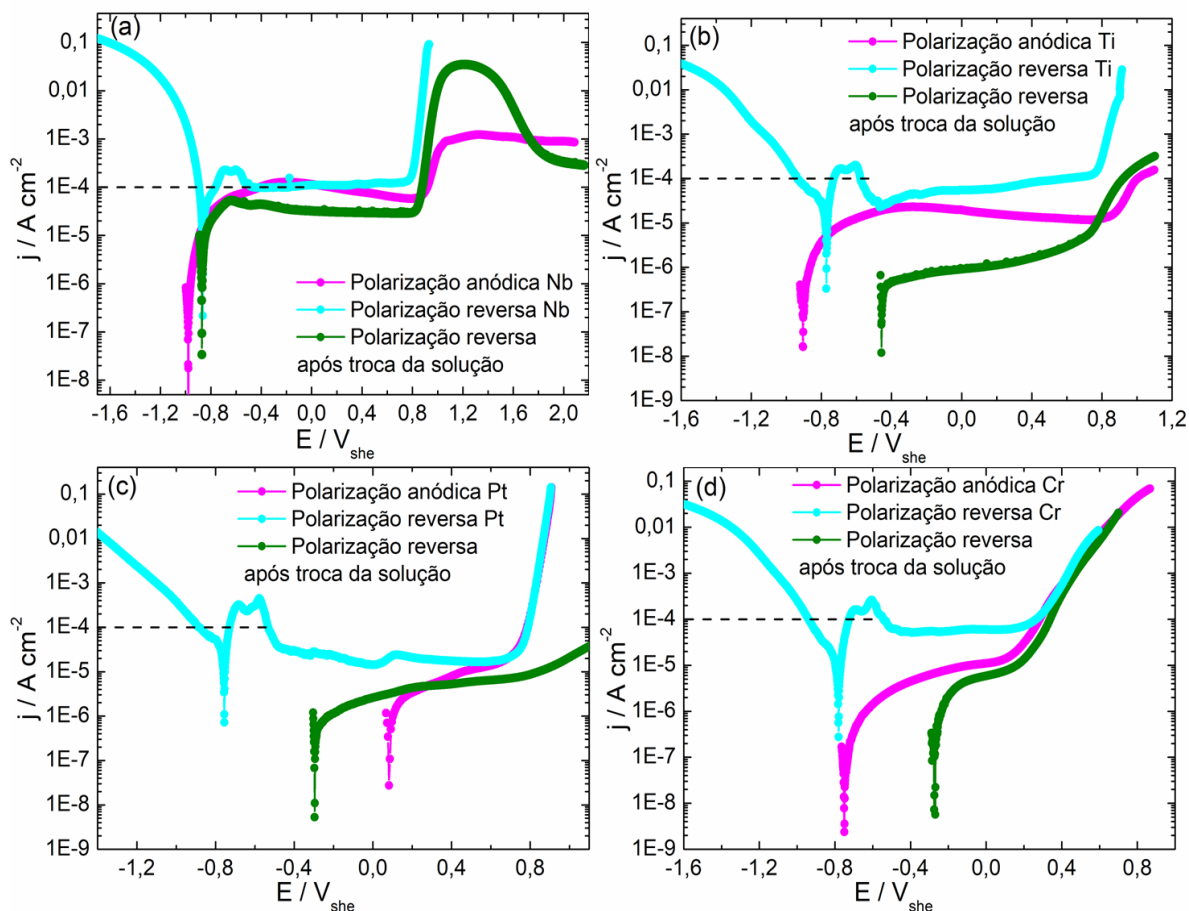 (a)
j / A cm-2
0,1
0,01
1E-3
1E-4
1E-5
1E-6
1E-7
1E-8
Polarização anódica Nb
Polarização reversa Nb
Polarização reversa
após troca da solução
-1,6 -1,2 -0,8 -0,4 0,0 0,4 0,8 1,2 1,6 2,0
E / Vshe
(b)
j / A cm-2
0,1
0,01
1E-3
1E-4
1E-5
1E-6
1E-7
1E-8
1E-9
Polarização anódica Ti
Polarização reversa Ti
Polarização reversa
após troca da solução
-1,6 -1,2 -0,8 -0,4 0,0 0,4 0,8 1,2
E / Vshe
(c)
j / A cm-2
0,1
0,01
1E-3
1E-4
1E-5
1E-6
1E-7
1E-8
1E-9
Polarização anódica Pt
Polarização reversa Pt
Polarização reversa
após troca da solução
-1,2 -0,8 -0,4 0,0 0,4 0,8
E / Vshe
(d)
j / A cm-2
0,1
0,01
1E-3
1E-4
1E-5
1E-6
1E-7
1E-8
1E-9
Polarização anódica Cr
Polarização reversa Cr
Polarização reversa
após troca da solução
-1,6 -1,2 -0,8 -0,4 0,0 0,4 0,8
E / Vshe